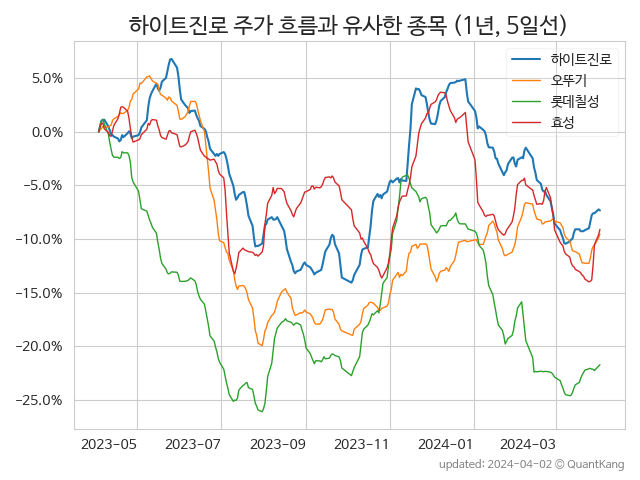 하이트진로 주가 흐름과 유사한 종목 (1년, 5일선)
하이트진로
오뚜기
롯데칠성
효성
5.0%
0.0%
−5.0%
−10.0%
−15.0%
−20.0%
−25.0%
2023-05
2023-07
2023-09
2023-11
2024-01
2024-03
updated: 2024-04-02 © QuantKang